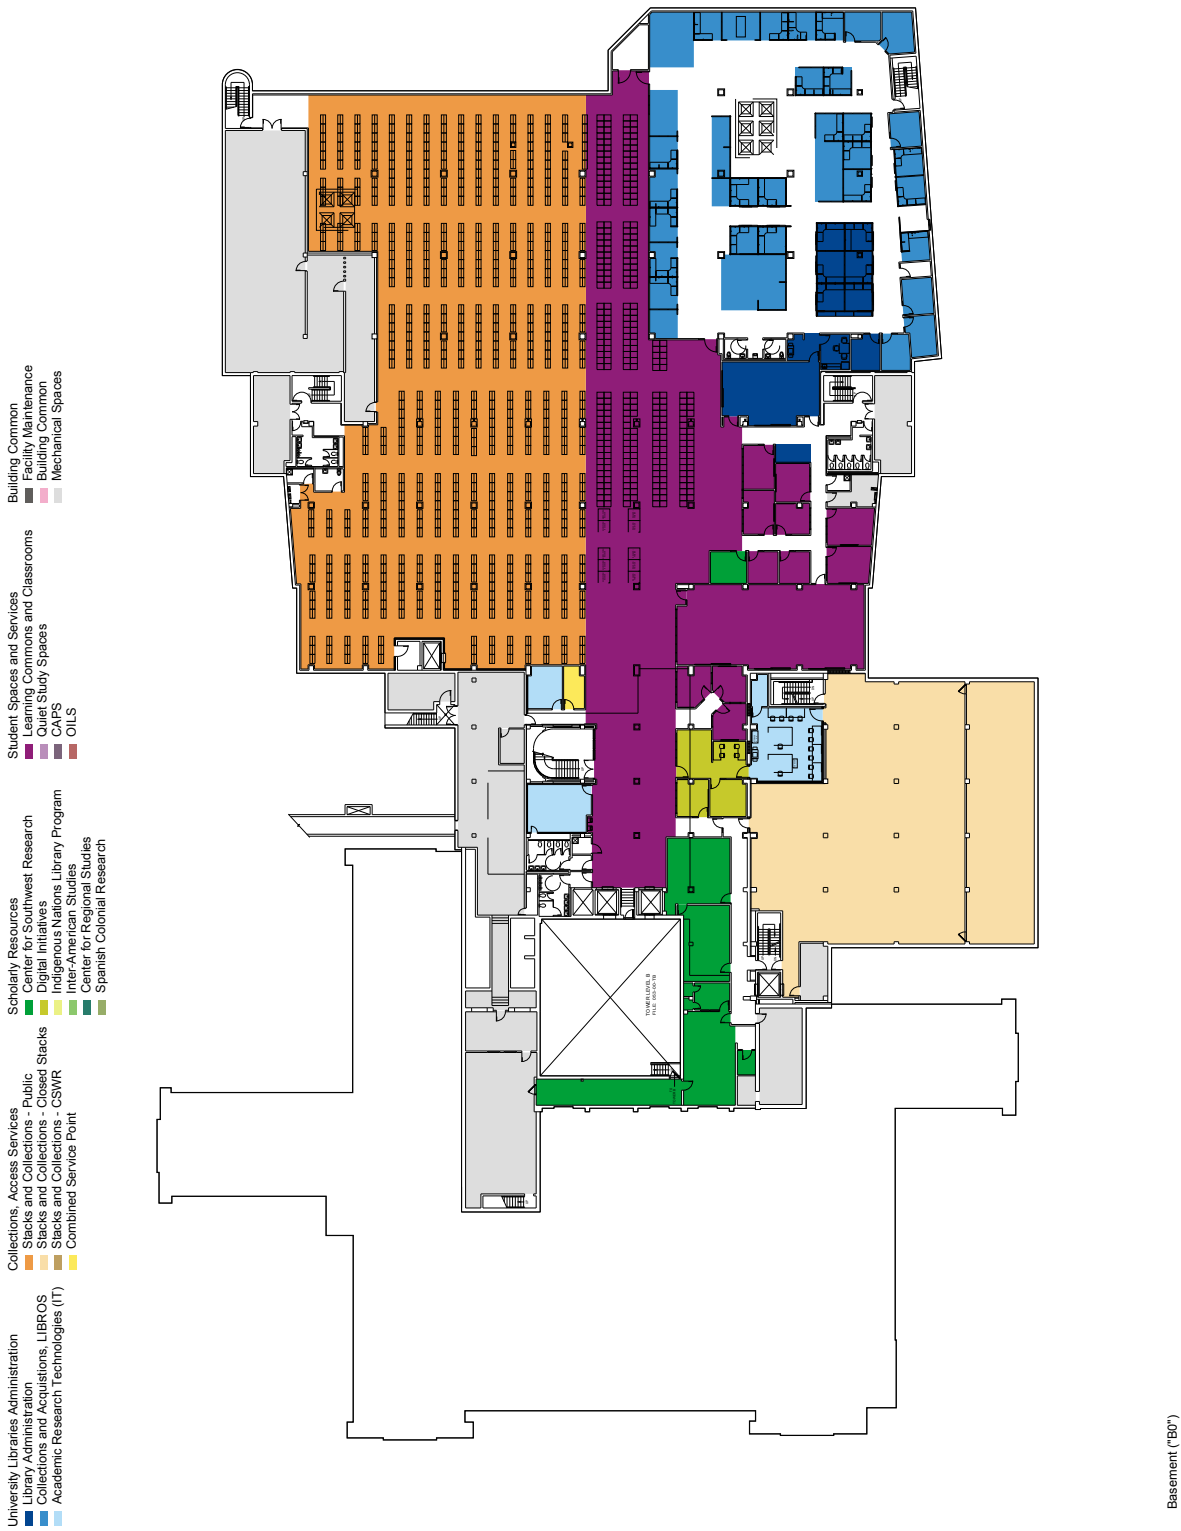 University Libraries Administration
Library Administration
Collections and Acquistions, LIBROS
Academic Research Technologies (IT)
Collections, Access Services
Stacks and Collections - Public
Stacks and Collections - Closed Stacks
Stacks and Collections - CSWR
Combined Service Point
Scholarly Resources
Center for Southwest Research
Digital Initiatives
Indigenous Nations Library Program
Inter-American Studies
Center for Regional Studies
Spanish Colonial Research
Student Spaces and Services
Learning Commons and Classrooms
Quiet Study Spaces
CAPS
OILS
Building Common
Facility Maintenance
Building Common
Mechanical Spaces
TOWER LEVEL B
Basement ("B0")